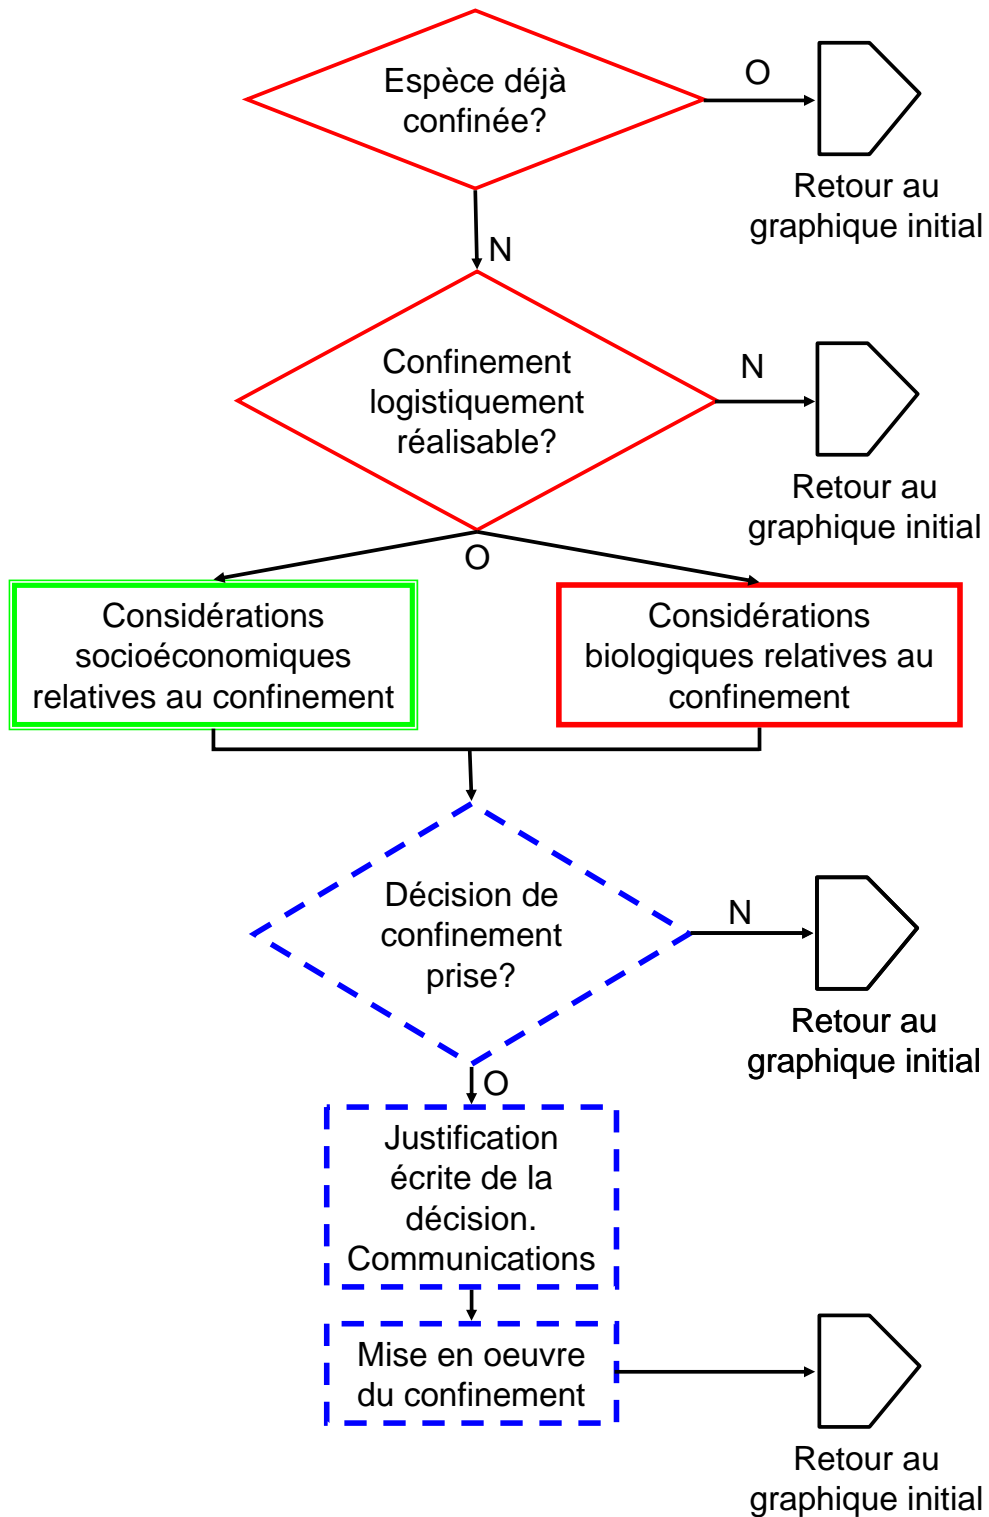 Espèce déjà
confinée?
O
Retour au
graphique initial
N
Confinement
logistiquement
réalisable?
N
Retour au
graphique initial
O
Considérations
socioéconomiques
relatives au confinement
Considérations
biologiques relatives au
confinement
Décision de
confinement
prise?
N
Retour au
graphique initial
O
Justification
écrite de la
décision.
Communications
Mise en oeuvre
du confinement
Retour au
graphique initial